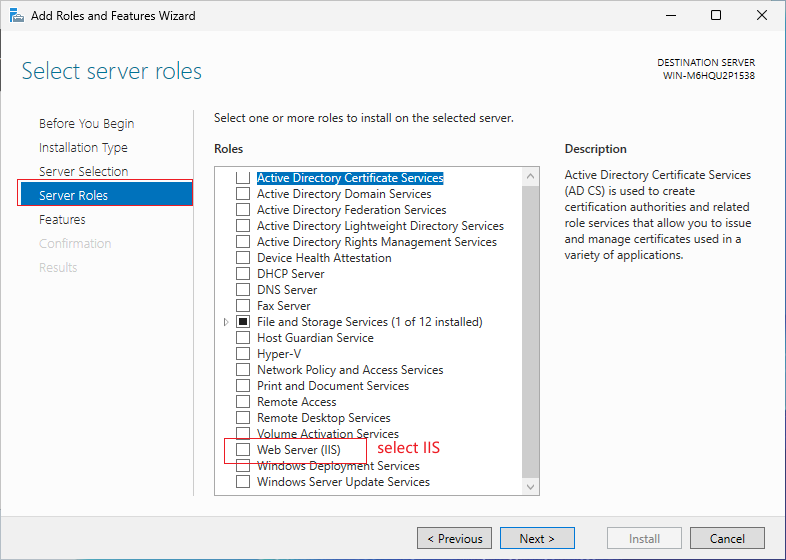 Add Roles and Features Wizard
Select server roles
DESTINATION SERVER
WIN-M6HQU2P1538
Before You Begin
Installation Type
Server Selection
Server Roles
Features
Confirmation
Results
Select one or more roles to install on the selected server.
Roles
Active Directory Certificate Services
Active Directory Domain Services
Active Directory Federation Services
Active Directory Lightweight Directory Services
Active Directory Rights Management Services
Device Health Attestation
DHCP Server
DNS Server
Fax Server
File and Storage Services (1 of 12 installed)
Host Guardian Service
Hyper-V
Network Policy and Access Services
Print and Document Services
Remote Access
Remote Desktop Services
Volume Activation Services
Web Server (IIS)
select IIS
Windows Deployment Services
Windows Server Update Services
Description
Active Directory Certificate Services
(AD CS) is used to create
certification authorities and related
role services that allow you to issue
and manage certificates used in a
variety of applications.
< Previous
Next >
Install
Cancel